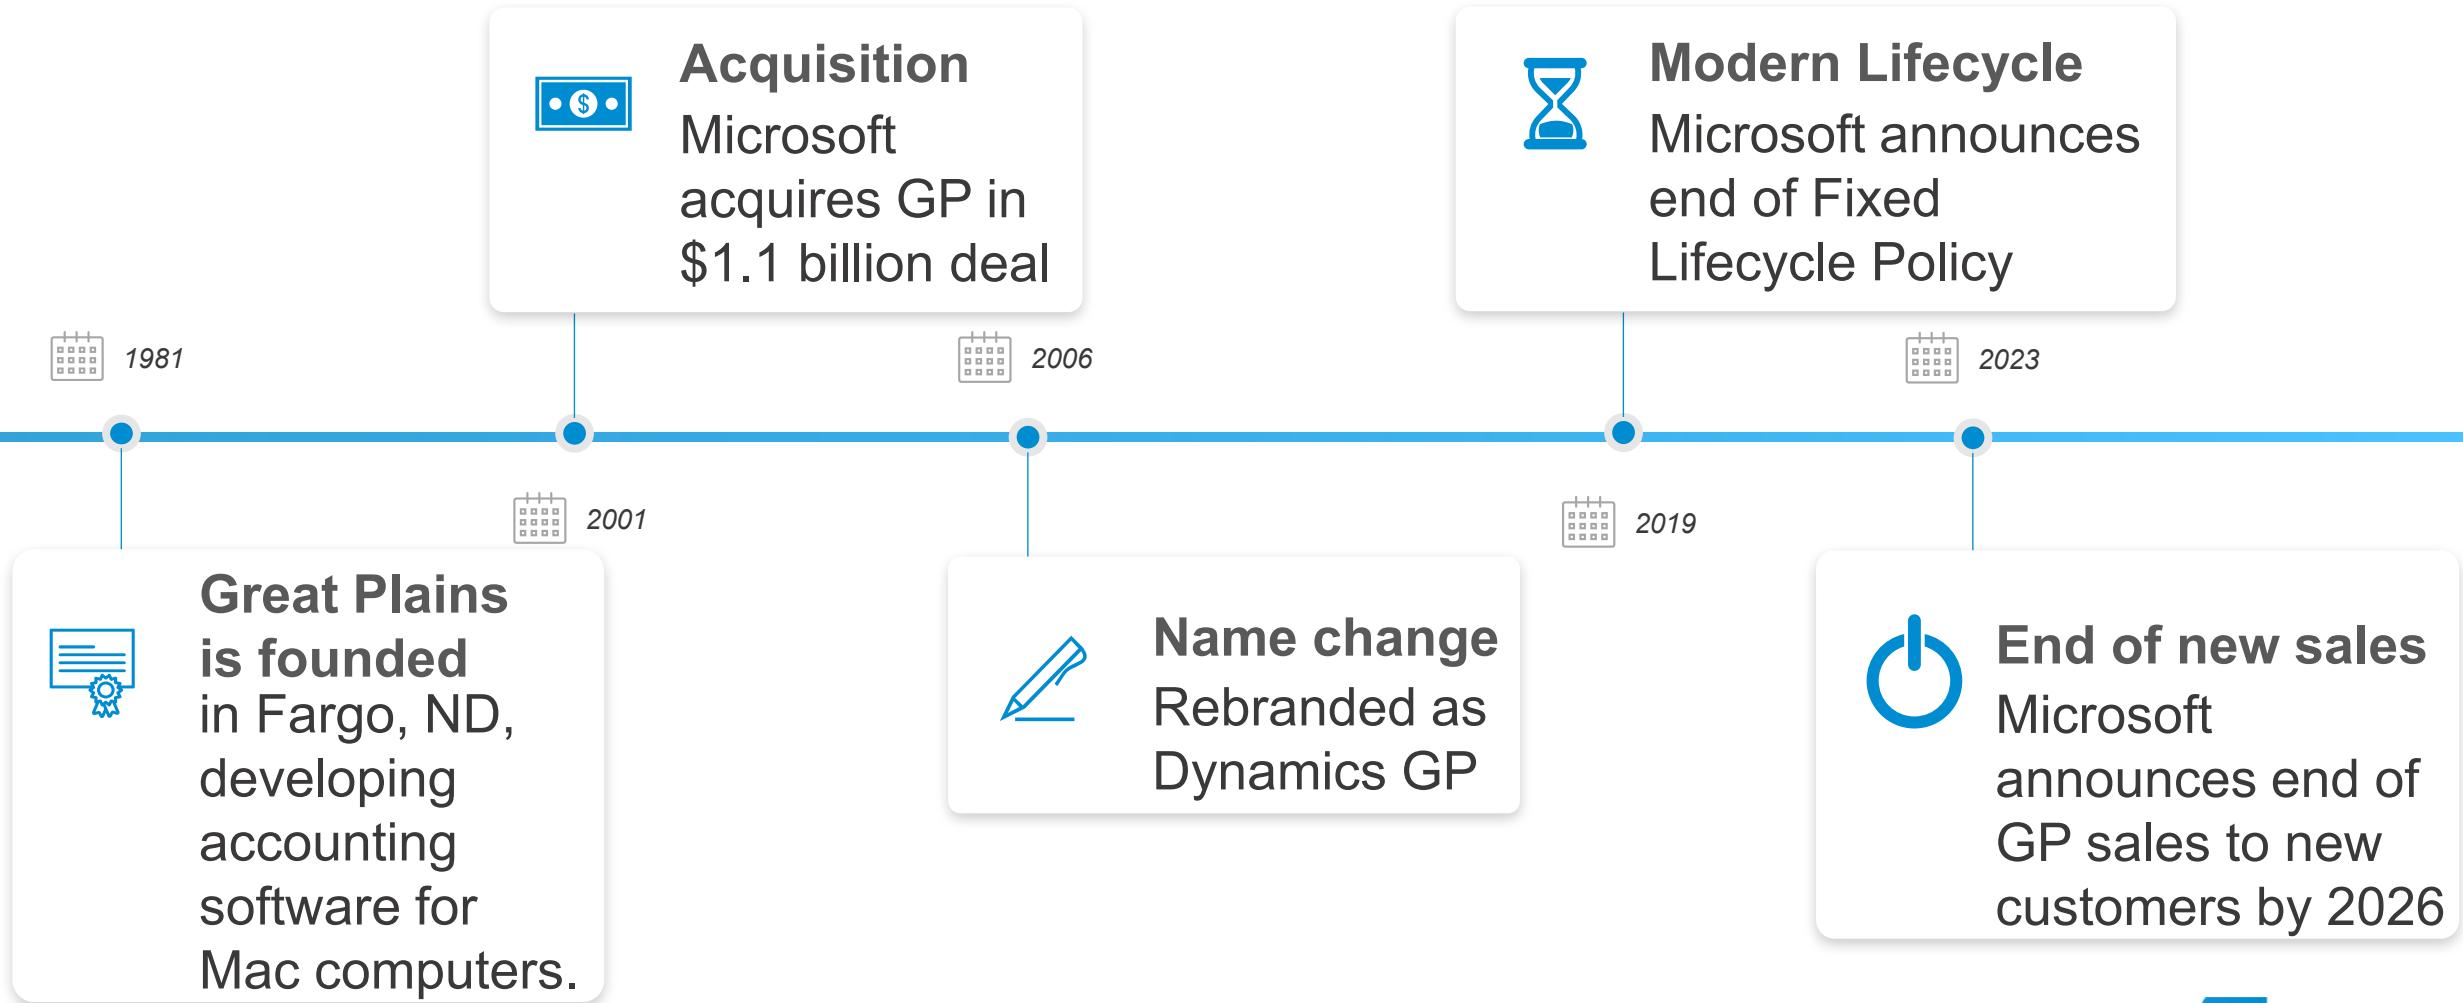 1981
Great Plains
is founded
in Fargo, ND,
developing
accounting
software for
Mac computers.
Acquisition
Microsoft
acquires GP in
$1.1 billion deal
2001
2006
Name change
Rebranded as
Dynamics GP
Modern Lifecycle
Microsoft announces
end of Fixed
Lifecycle Policy
2019
2023
End of new sales
Microsoft
announces end of
GP sales to new
customers by 2026
$